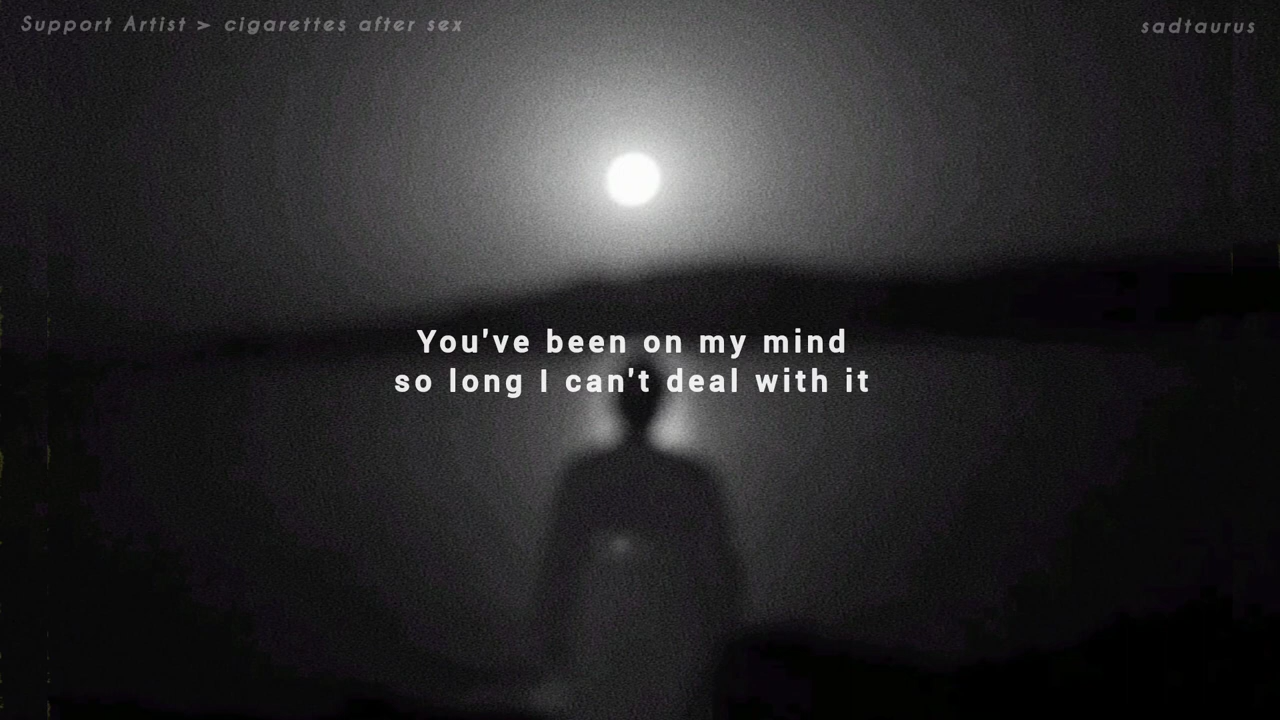 Support Artist > cigarettes after sex
sadtaurus
You've been on my mind
so long I can't deal with it